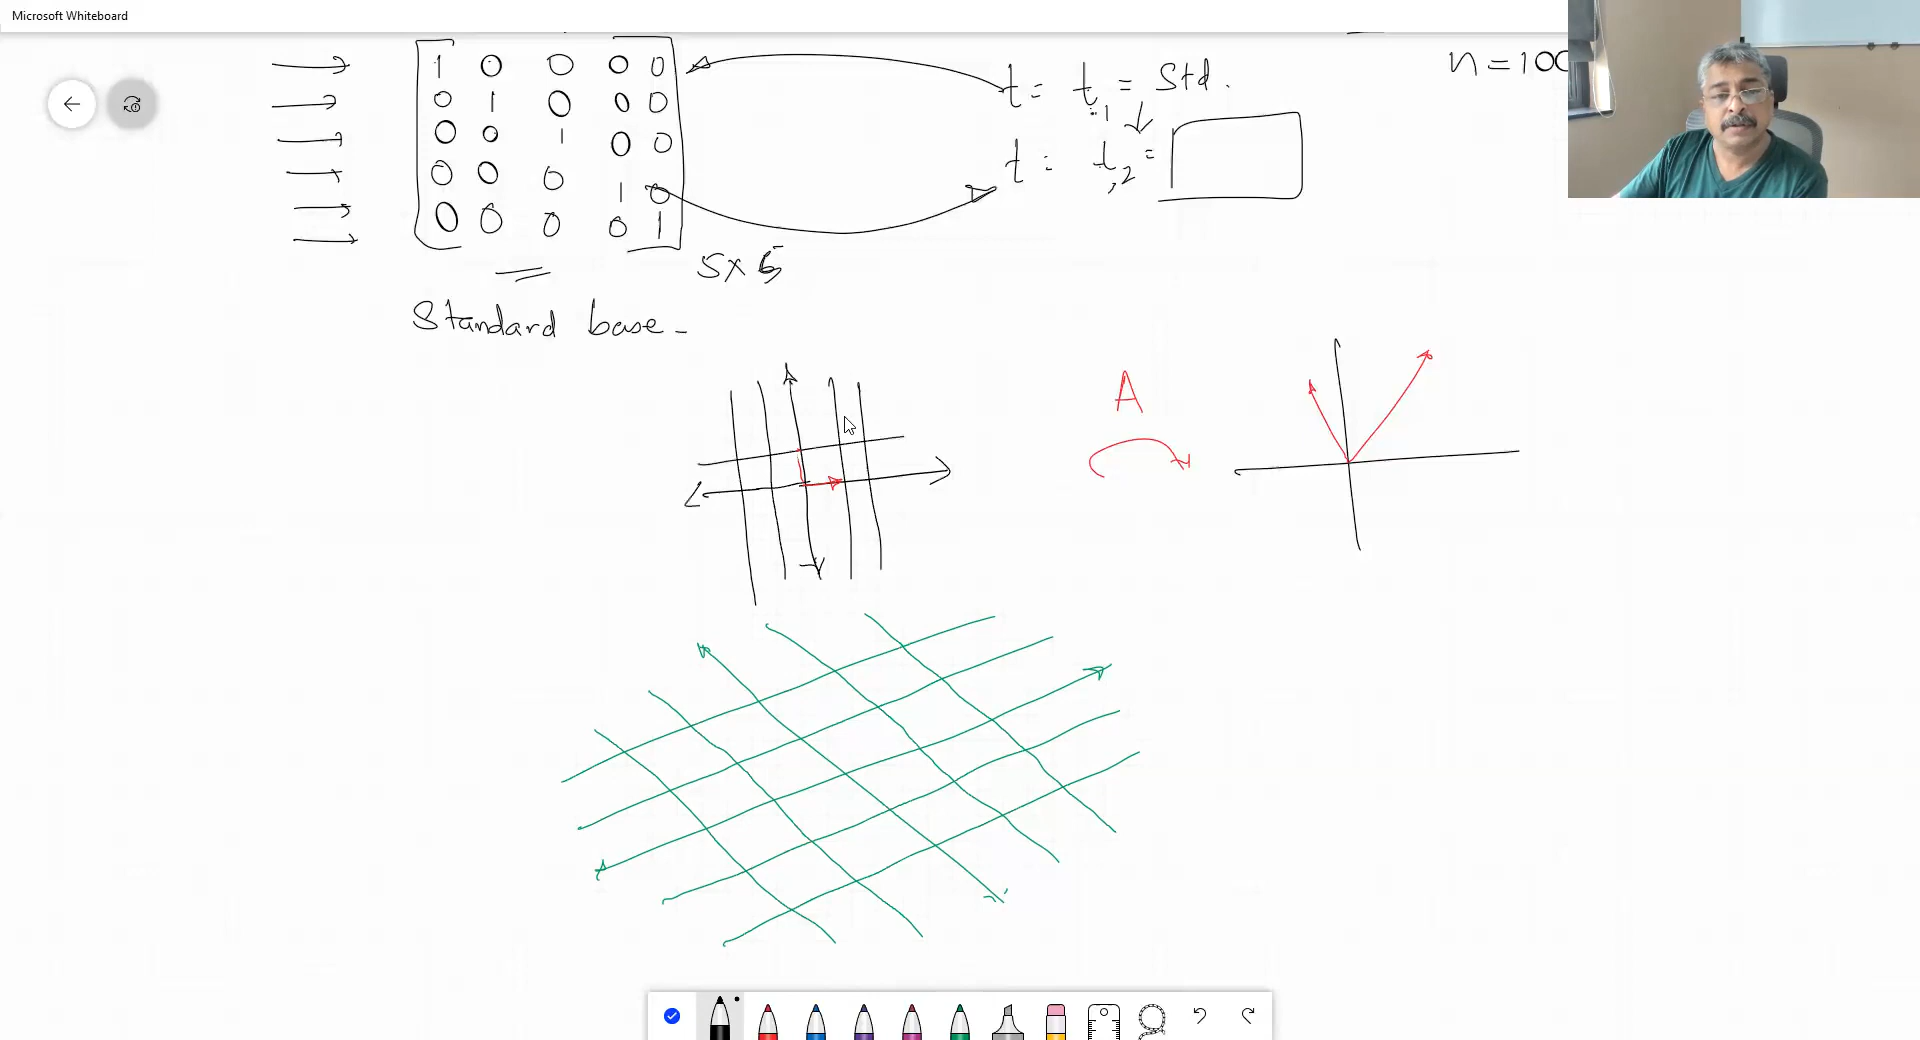 Microsoft Whiteboard
1 0 0 0 0
0 1 0 0 0
0 0 1 0 0
0 0 0 1 0
0 0 0 0 1
5x5
Standard base -
t = t1 = Std.
t = t2 =
n = 100
A